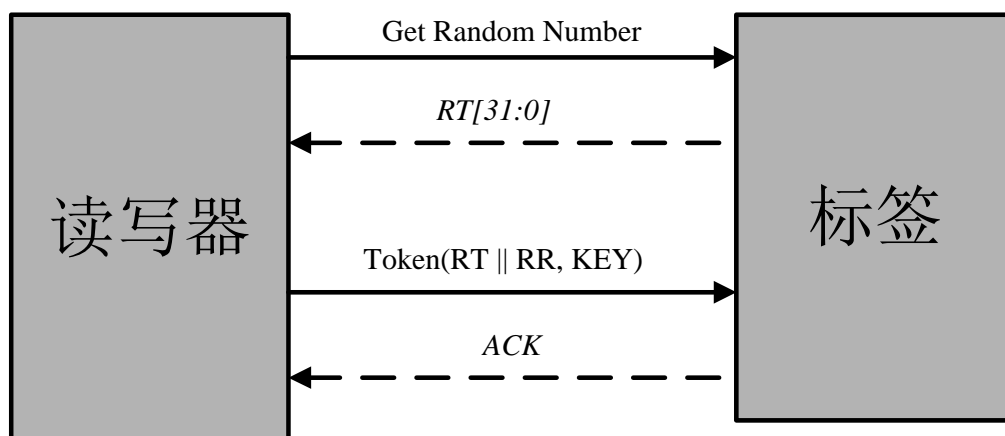 Get Random Number
RT[31:0]
读写器
标签
Token(RT || RR, KEY)
ACK